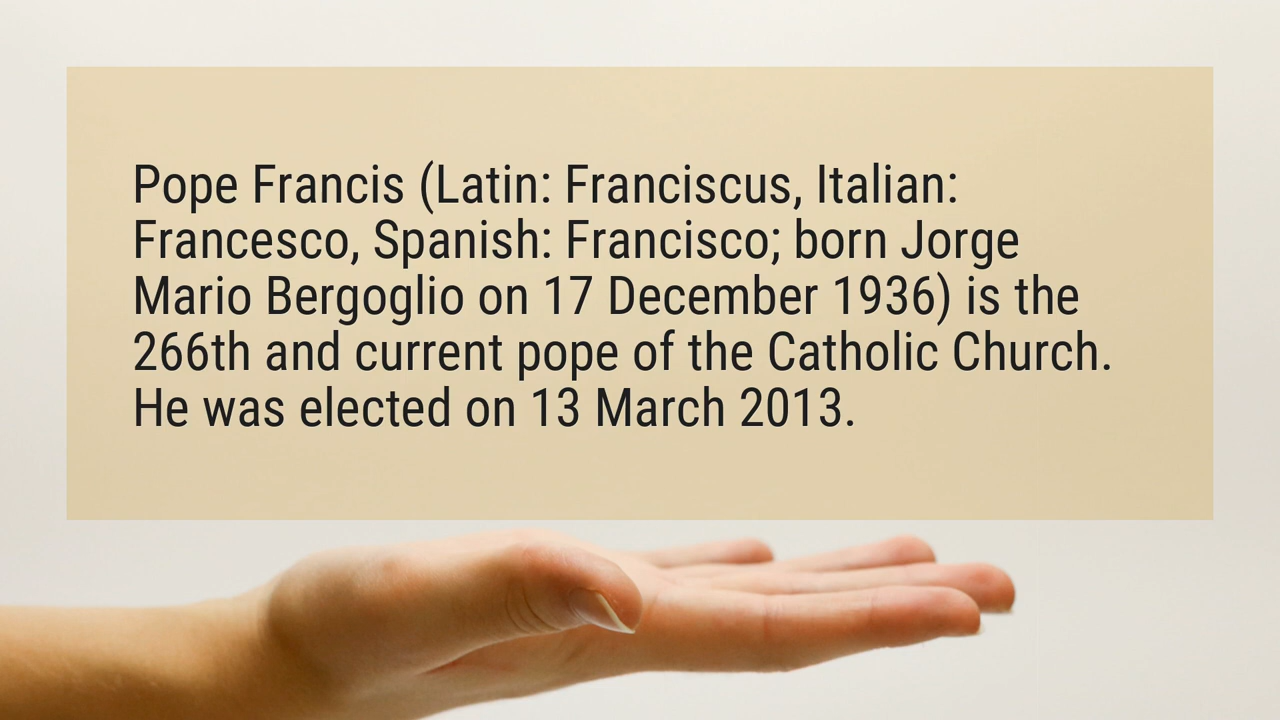 Pope Francis (Latin: Franciscus, Italian:
Francesco, Spanish: Francisco; born Jorge
Mario Bergoglio on 17 December 1936) is the
266th and current pope of the Catholic Church.
He was elected on 13 March 2013.